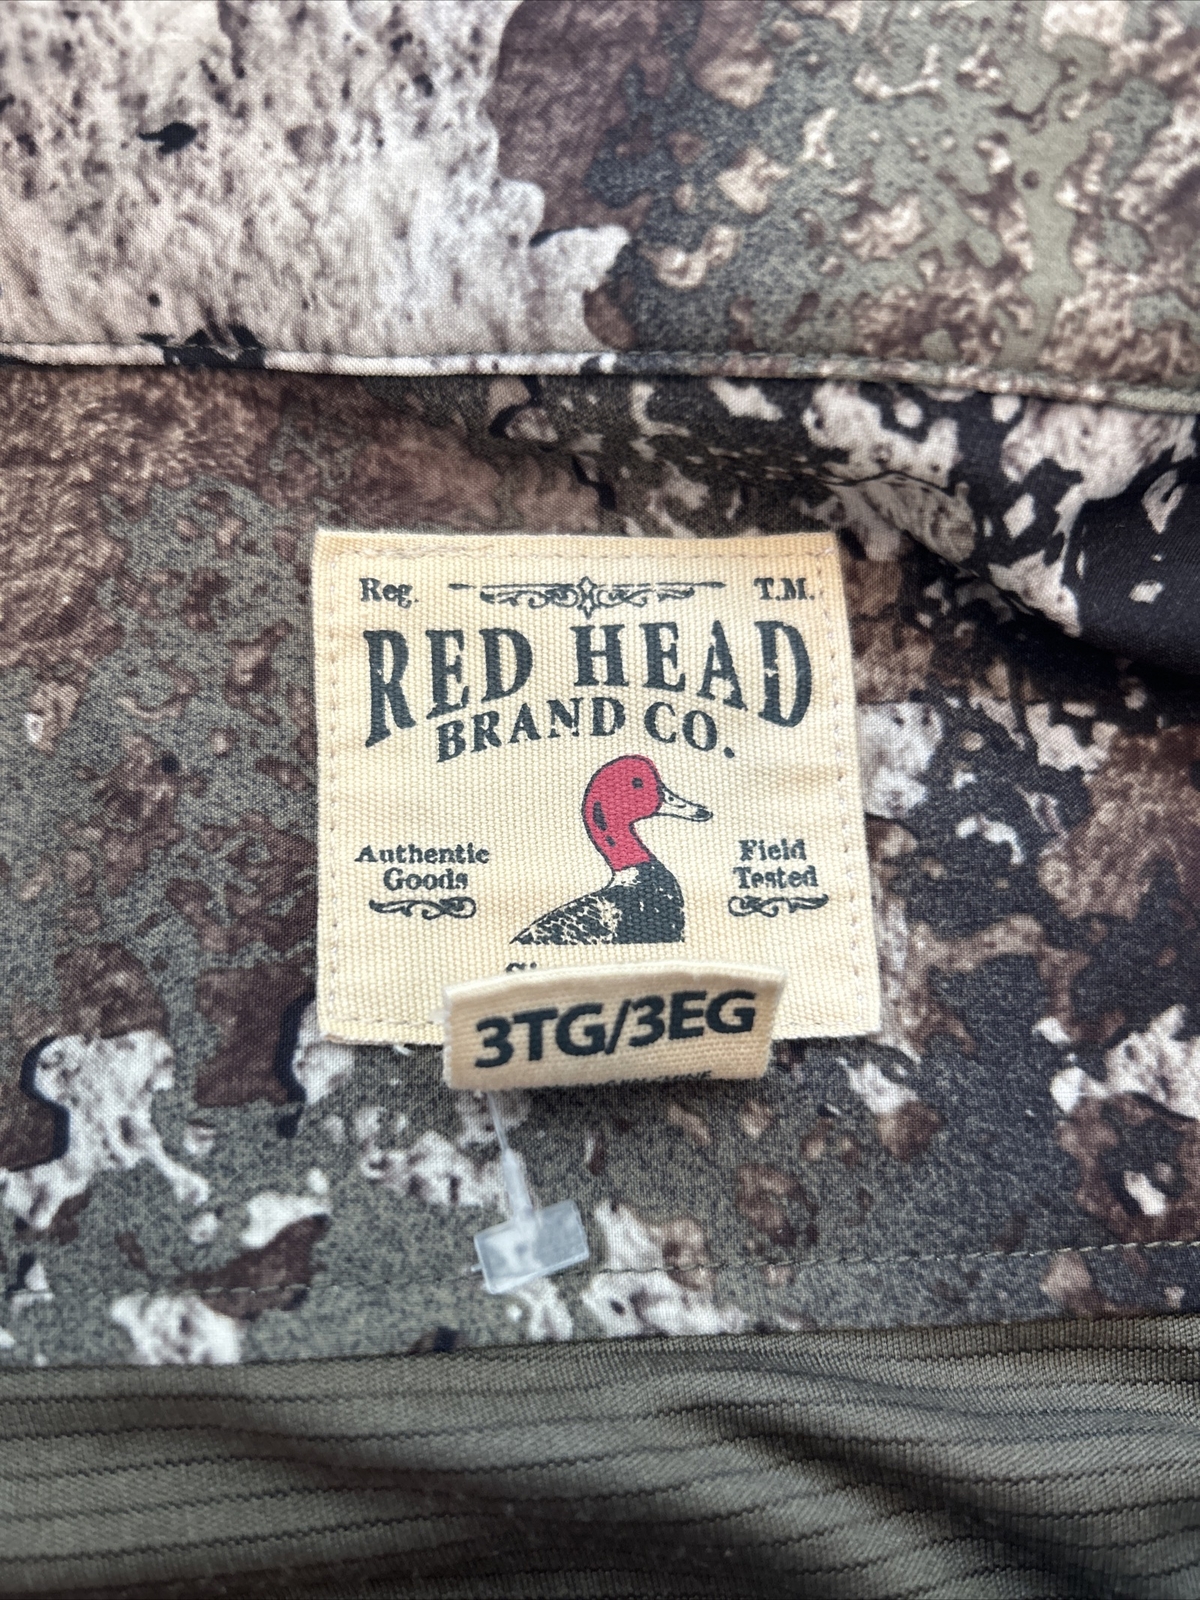 Reg. T.M.
RED HEAD
BRAND CO.
Authentic
Goods
Field
Tested
3TG/3EG